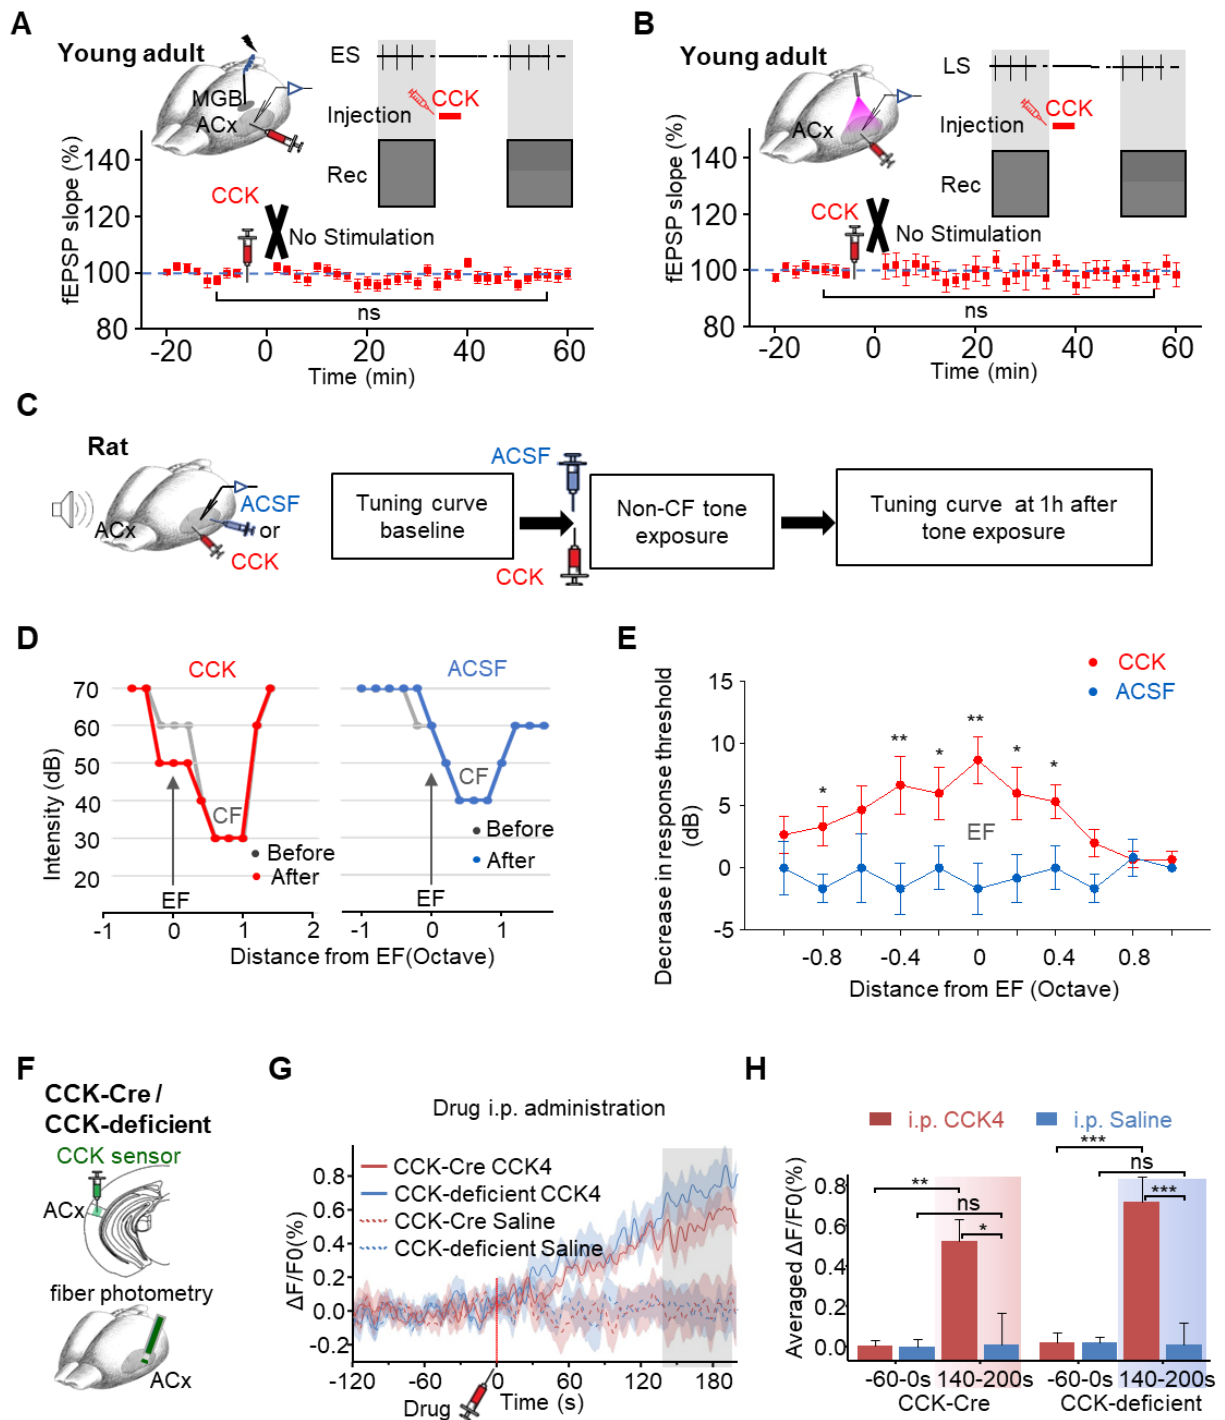 A
Young adult
MGB
ACx
ES
Injection
CCK
Rec
fEPSP slope (%)
140
120
100
80
CCK
No Stimulation
ns
-20
0
20
40
60
Time (min)
B
Young adult
ACx
LS
Injection
CCK
Rec
fEPSP slope (%)
140
120
100
80
CCK
No Stimulation
ns
-20
0
20
40
60
Time (min)
C
Rat
ACx
ACSF
or
CCK
Tuning curve
baseline
ACSF
CCK
Non-CF tone
exposure
Tuning curve at 1h after
tone exposure
D
CCK
Intensity (dB)
70
60
50
40
30
20
CF
Before
After
EF
-1
0
1
2
ACSF
CF
Before
After
EF
-1
0
1
Distance from EF(Octave)
E
CCK
ACSF
Decrease in response threshold
(dB)
15
10
5
0
-5
*
**
*
**
*
*
EF
-0.8
-0.4
0
0.4
0.8
Distance from EF (Octave)
F
CCK-Cre /
CCK-deficient
CCK sensor
ACx
fiber photometry
ACx
G
Drug i.p. administration
ΔF/F0(%)
0.8
0.6
0.4
0.2
0.0
-0.2
CCK-Cre CCK4
CCK-deficient CCK4
CCK-Cre Saline
CCK-deficient Saline
-120
-60
0
60
120
180
Drug
Time (s)
H
i.p. CCK4
i.p. Saline
Averaged ΔF/F0(%)
0.8
0.6
0.4
0.2
0.0
**
ns
*
***
ns
***
-60-0s
140-200s
-60-0s
140-200s
CCK-Cre
CCK-deficient